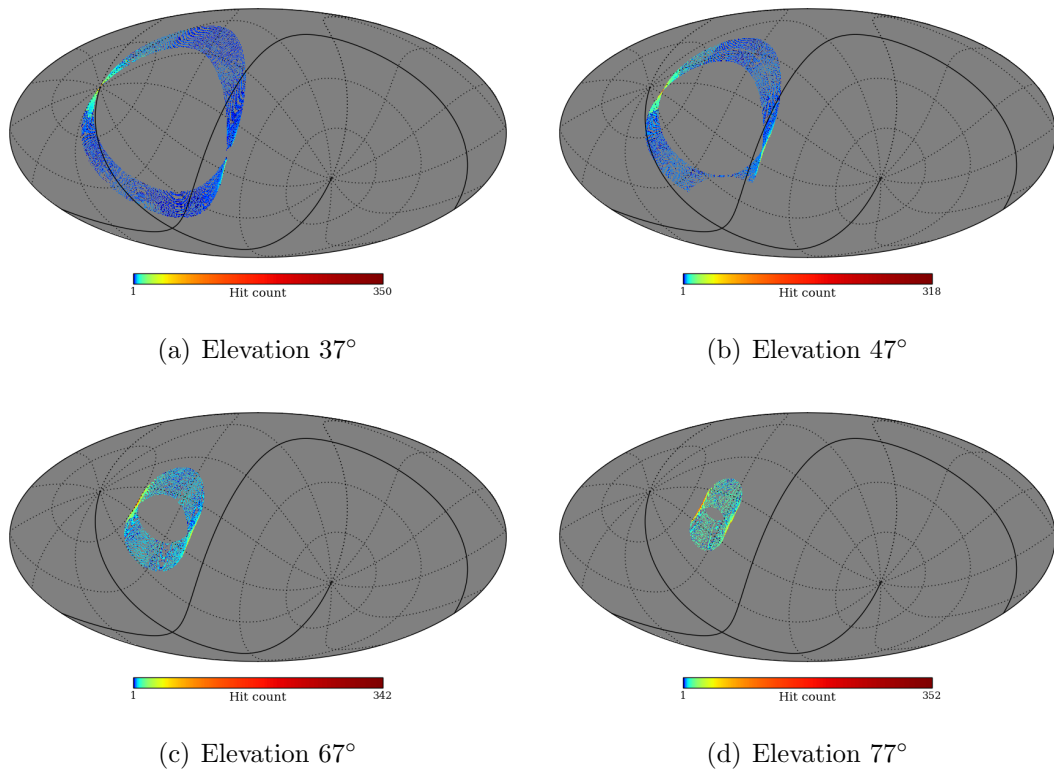 1 350
Hit count
(a) Elevation 37°
1 318
Hit count
(b) Elevation 47°
1 342
Hit count
(c) Elevation 67°
1 352
Hit count
(d) Elevation 77°